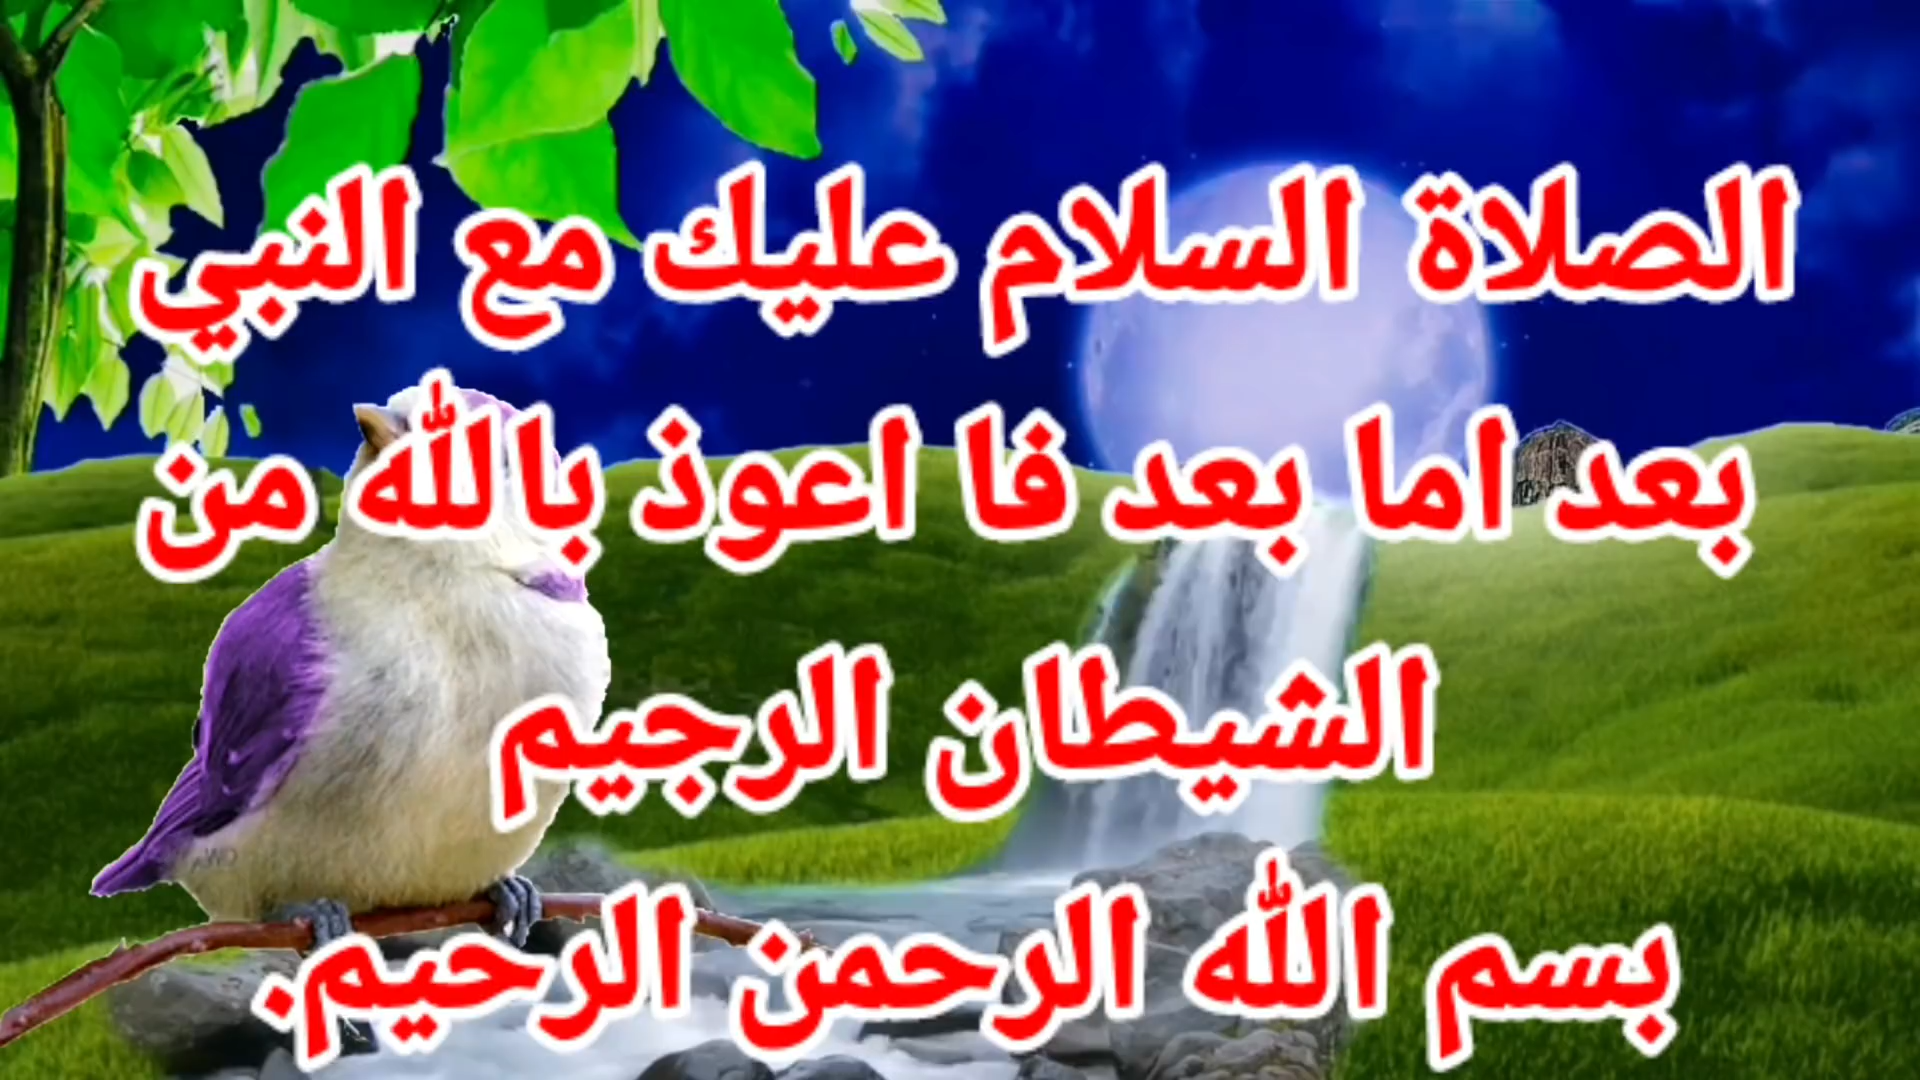 الصلاة السلام عليك مع النبي
بعد اما بعد فا اعوذ بالله من
الشيطان الرجيم
بسم الله الرحمن الرحيم.